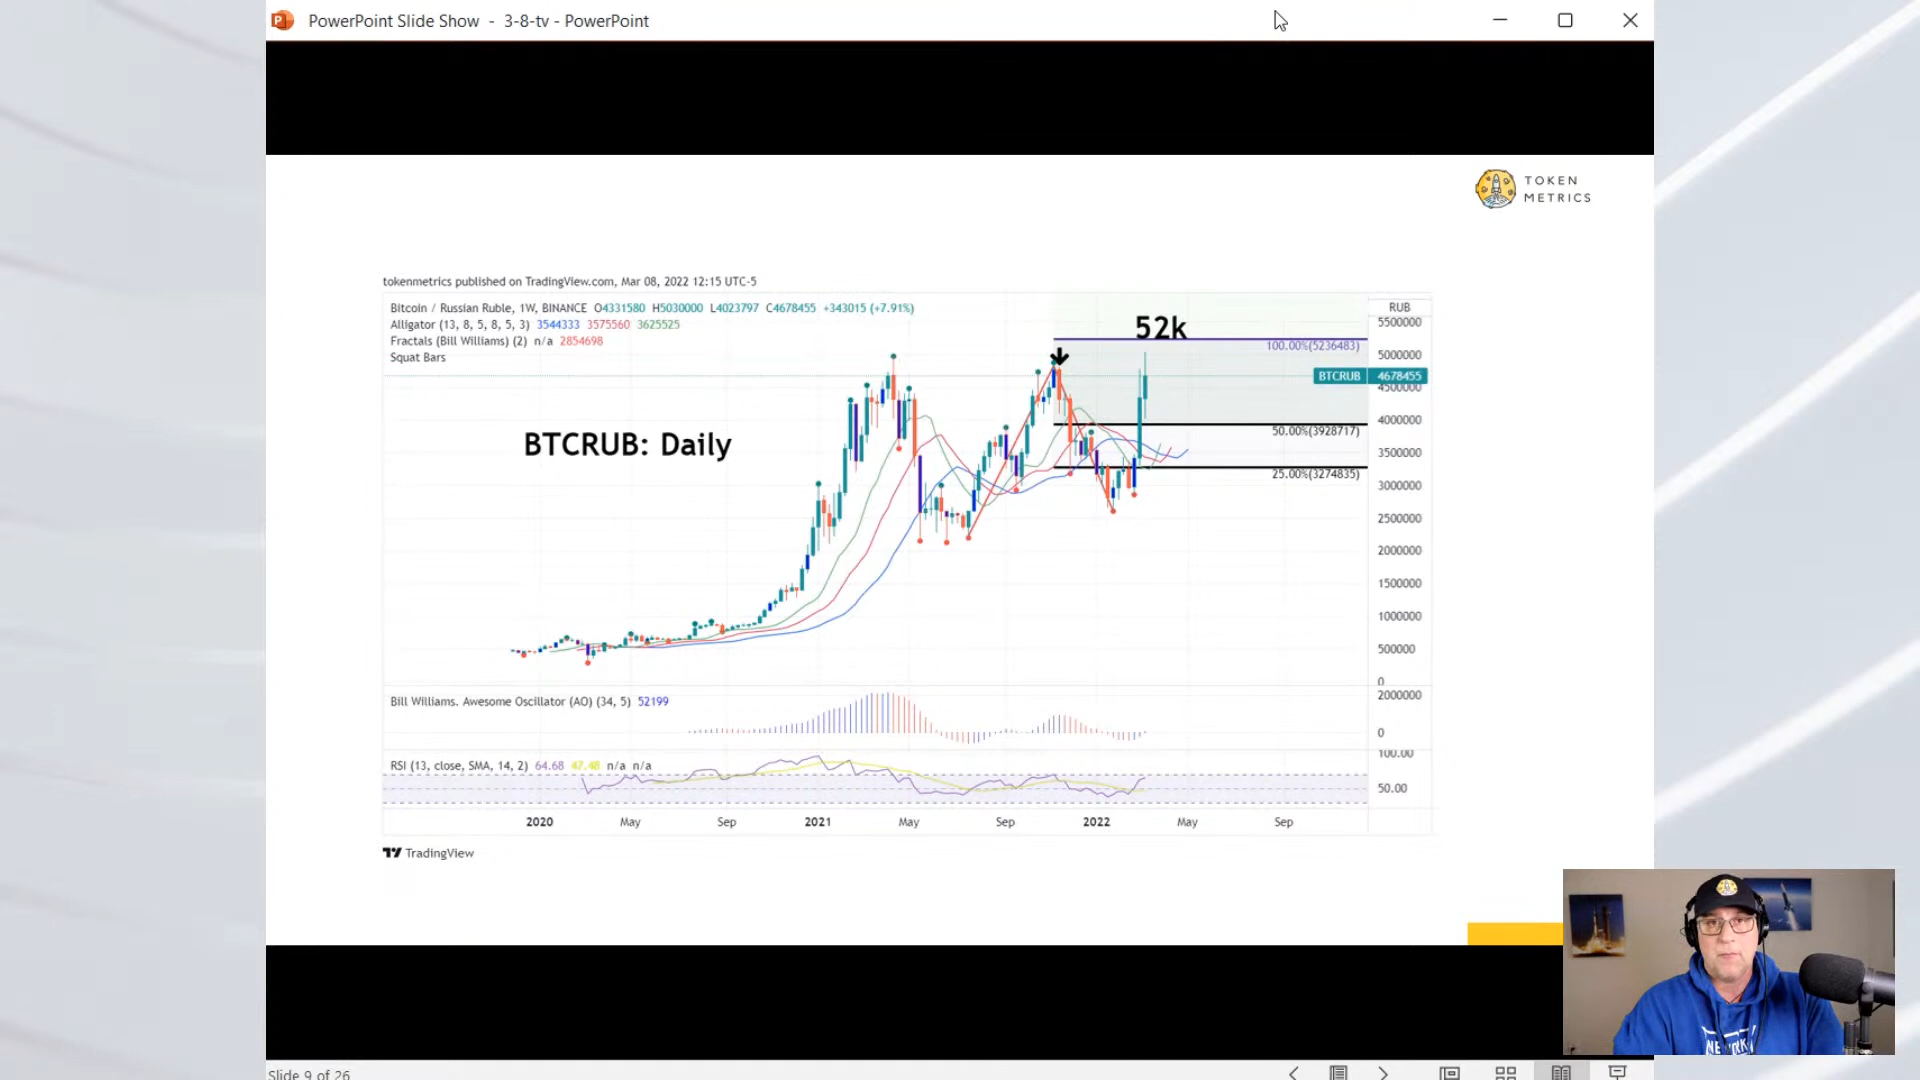 PowerPoint Slide Show - 3-8-tv - PowerPoint
TOKEN
METRICS
tokenmetrics published on TradingView.com, Mar 08, 2022 12:15 UTC-5
Bitcoin / Russian Ruble, 1W, BINANCE O4331580 H5030000 L4023797 C4678455 +343015 (+7.91%)
Alligator (13, 8, 5, 8, 5, 3) 3544333 3575560 3625525
Fractals (Bill Williams) (2) n/a 2854698
Squat Bars
52k
BTCRUB: Daily
100.00%(5236483)
50.00%(3928717)
25.00%(3274835)
RUB
5500000
5000000
BTCRUB 4678455
4500000
4000000
3500000
3000000
2500000
2000000
1500000
1000000
500000
0
Bill Williams. Awesome Oscillator (AO) (34, 5) 52199
2000000
0
RSI (13, close, SMA, 14, 2) 64.68 47.48 n/a n/a
100.00
50.00
2020 May Sep 2021 May Sep 2022 May Sep
TradingView
Slide 9 of 26